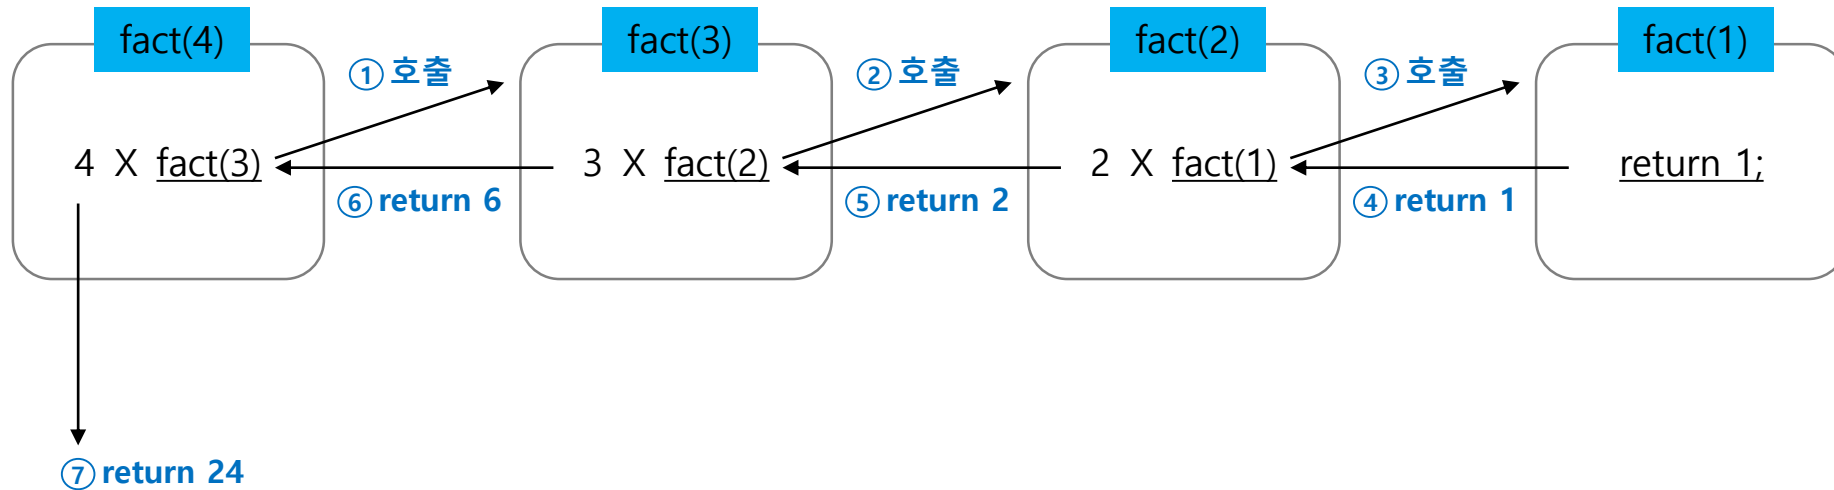 fact(4)
fact(3)
fact(2)
fact(1)
① 호출
② 호출
③ 호출
4 X fact(3)
3 X fact(2)
2 X fact(1)
return 1;
⑥ return 6
⑤ return 2
④ return 1
⑦ return 24